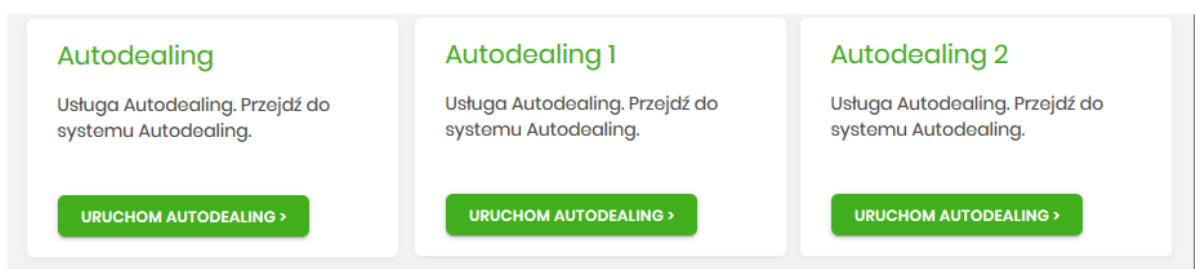 Autodealing
Usługa Autodealing. Przejdź do
systemu Autodealing.
URUCHOM AUTODEALING >
Autodealing 1
Usługa Autodealing. Przejdź do
systemu Autodealing.
URUCHOM AUTODEALING >
Autodealing 2
Usługa Autodealing. Przejdź do
systemu Autodealing.
URUCHOM AUTODEALING >